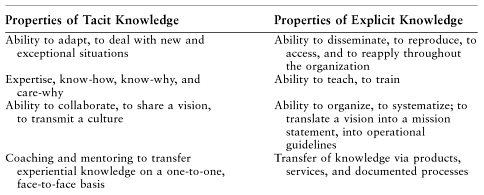 Properties of Tacit Knowledge
Properties of Explicit Knowledge
Ability to adapt, to deal with new and
exceptional situations
Ability to disseminate, to reproduce, to
access, and to reapply throughout
the organization
Expertise, know-how, know-why, and
care-why
Ability to teach, to train
Ability to collaborate, to share a vision,
to transmit a culture
Ability to organize, to systematize; to
translate a vision into a mission
statement, into operational
guidelines
Coaching and mentoring to transfer
experiential knowledge on a one-to-one,
face-to-face basis
Transfer of knowledge via products,
services, and documented processes